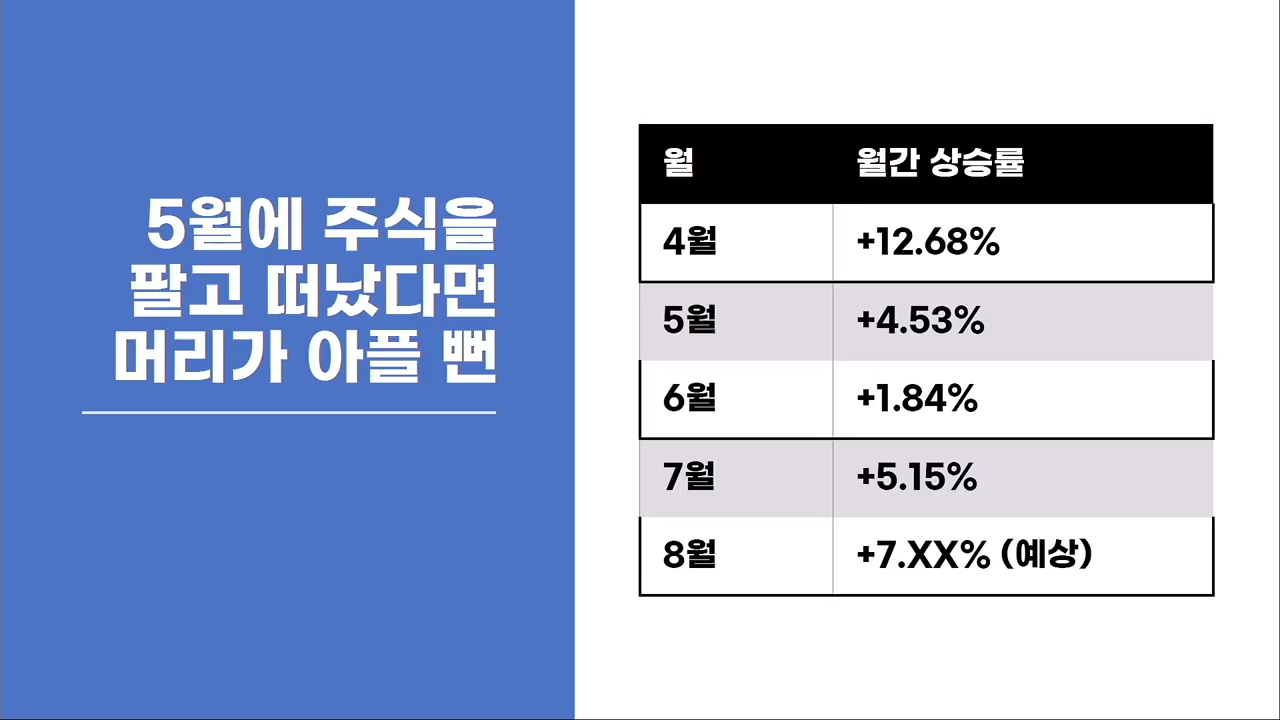 5월에 주식을
팔고 떠났다면
머리가 아플 뻔
월 월간 상승률
4월 +12.68%
5월 +4.53%
6월 +1.84%
7월 +5.15%
8월 +7.XX% (예상)